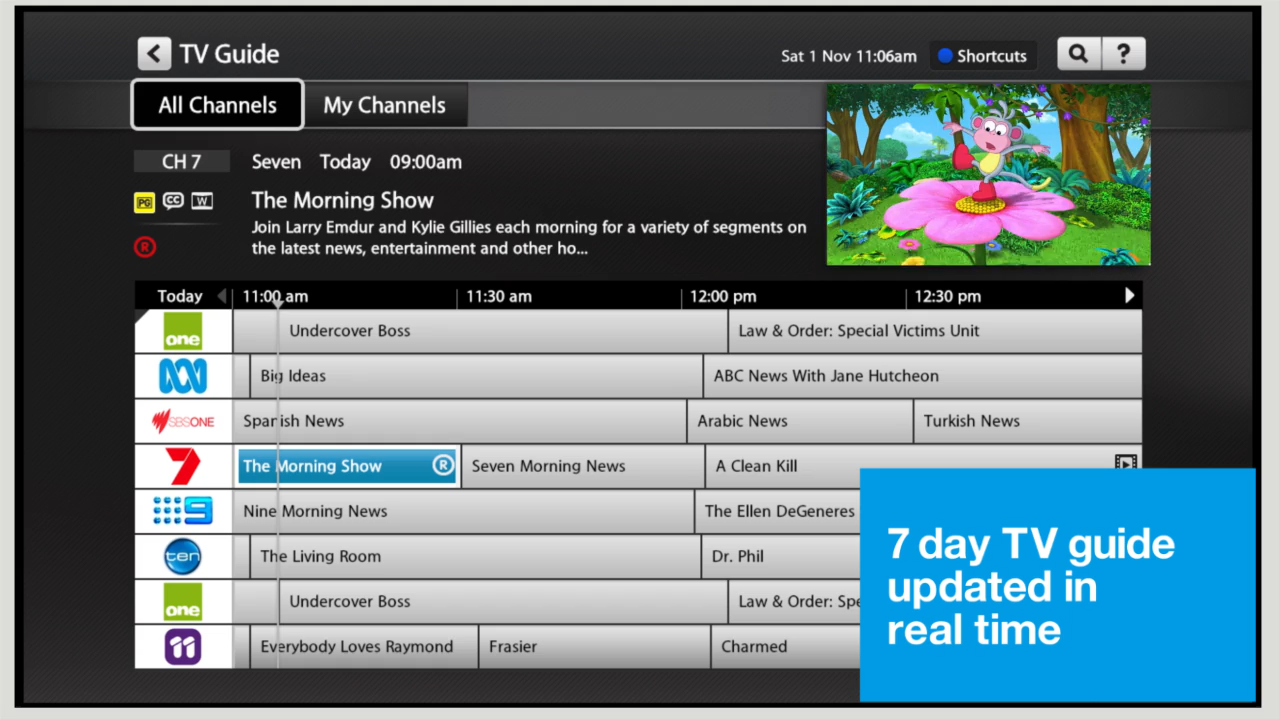 TV Guide
Sat 1 Nov 11:06am
Shortcuts
?
All Channels
My Channels
CH 7
Seven Today 09:00am
PG CC W
The Morning Show
R
Join Larry Emdur and Kylie Gillies each morning for a variety of segments on
the latest news, entertainment and other ho...
Today 11:00 am 11:30 am 12:00 pm 12:30 pm
one Undercover Boss Law & Order: Special Victims Unit
Big Ideas ABC News With Jane Hutcheon
SBSONE Spanish News Arabic News Turkish News
7 The Morning Show R Seven Morning News A Clean Kill
9 Nine Morning News The Ellen DeGeneres
ten The Living Room Dr. Phil
one Undercover Boss Law & Order: Spe
11 Everybody Loves Raymond Frasier Charmed
7 day TV guide
updated in
real time